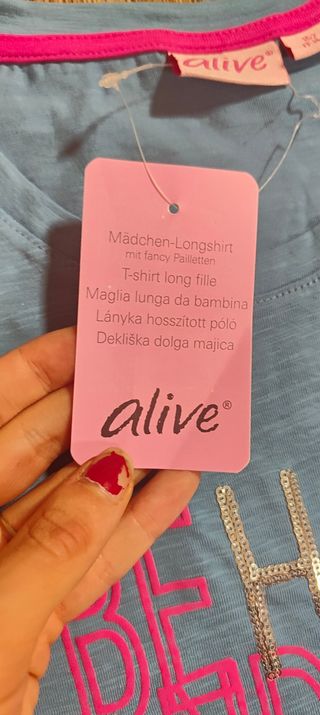 alive®
Mädchen-Longshirt
mit fancy Pailletten
T-shirt long fille
Maglia lunga da bambina
Lányka hosszított póló
Dekliška dolga majica
alive®
BE
H